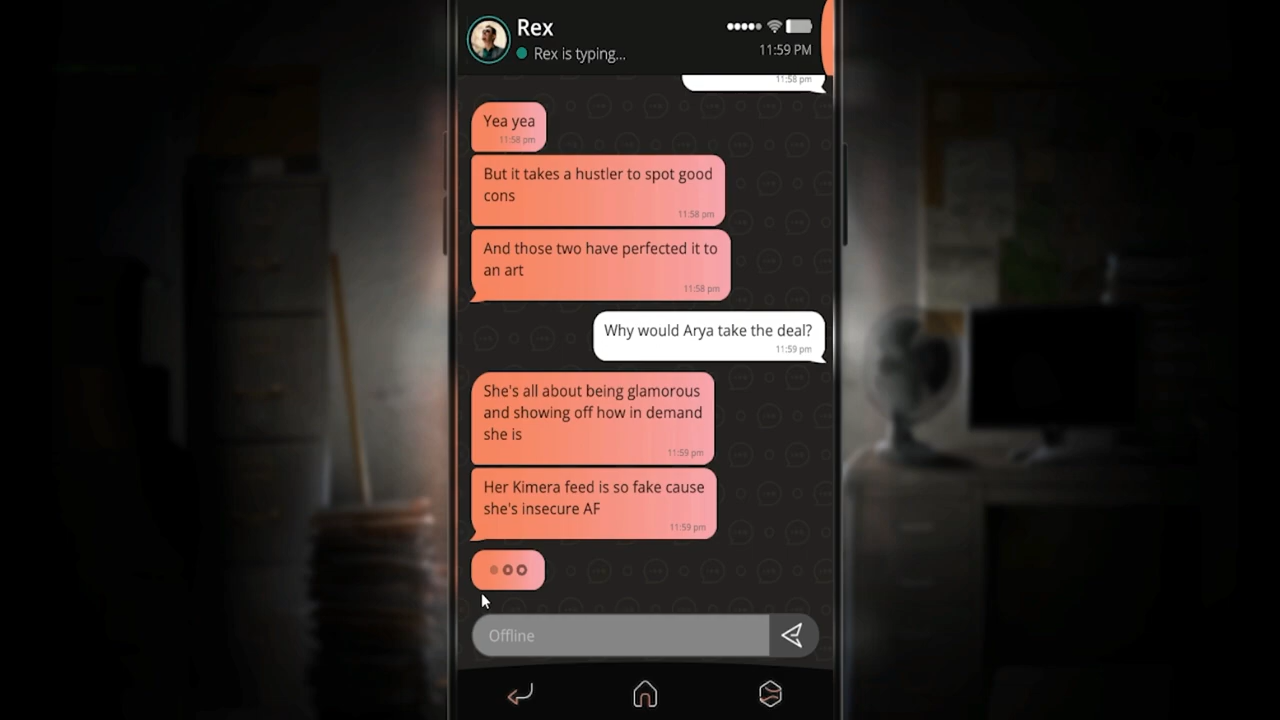 Rex
Rex is typing...
11:59 PM
11:58 pm
Yea yea
11:58 pm
But it takes a hustler to spot good
cons
11:58 pm
And those two have perfected it to
an art
11:58 pm
Why would Arya take the deal?
11:59 pm
She's all about being glamorous
and showing off how in demand
she is
11:59 pm
Her Kimera feed is so fake cause
she's insecure AF
11:59 pm
Offline